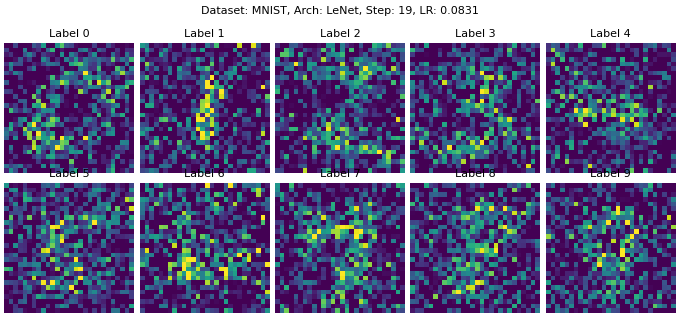 Dataset: MNIST, Arch: LeNet, Step: 19, LR: 0.0831
Label 0 Label 1 Label 2 Label 3 Label 4
Label 5 Label 6 Label 7 Label 8 Label 9